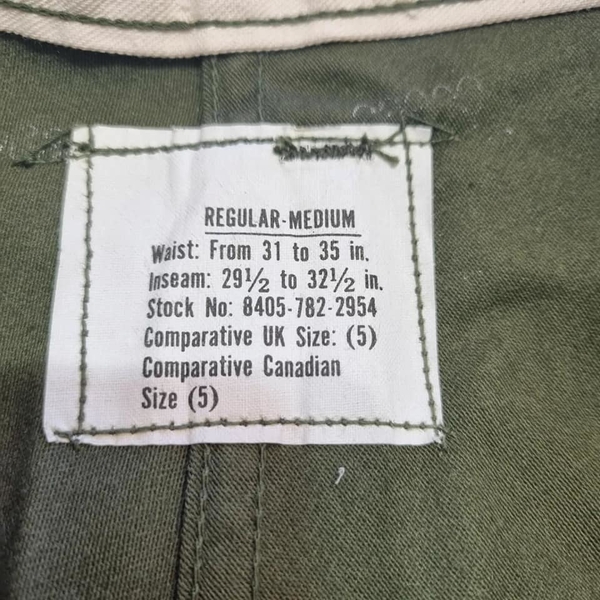 REGULAR-MEDIUM
Waist: From 31 to 35 in.
Inseam: 29½ to 32½ in.
Stock No: 8405-782-2954
Comparative UK Size: (5)
Comparative Canadian
Size (5)